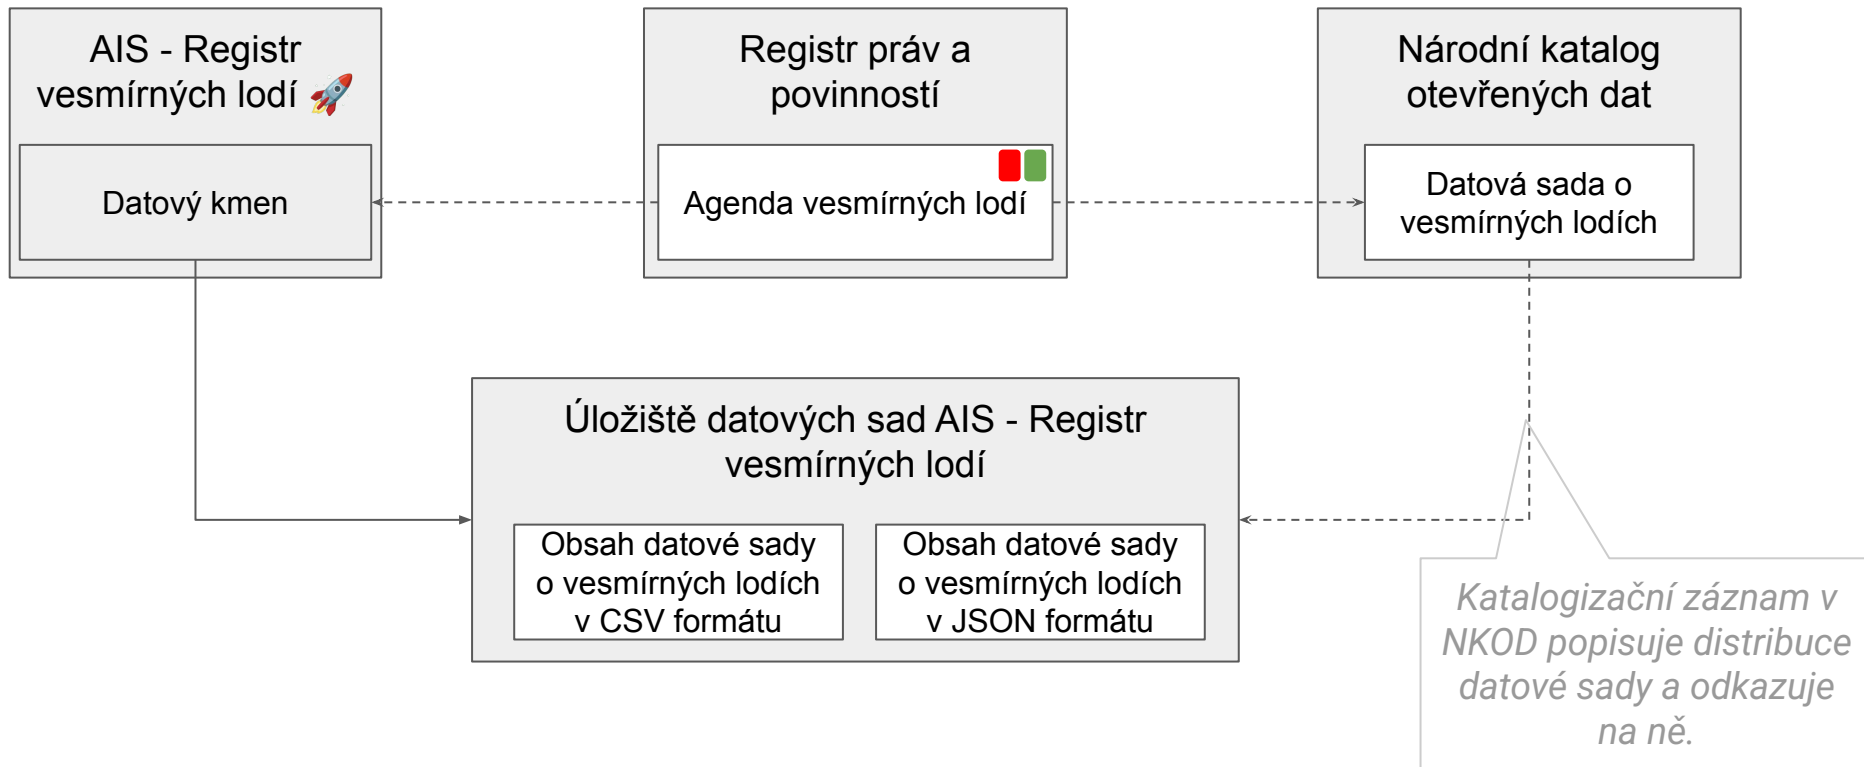 AIS - Registr
vesmírných lodí 🚀
Datový kmen
Registr práv a
povinností
Agenda vesmírných lodí
Národní katalog
otevřených dat
Datová sada o
vesmírných lodích
Úložiště datových sad AIS - Registr
vesmírných lodí
Obsah datové sady
o vesmírných lodích
v CSV formátu
Obsah datové sady
o vesmírných lodích
v JSON formátu
Katalogizační záznam v
NKOD popisuje distribuce
datové sady a odkazuje
na ně.